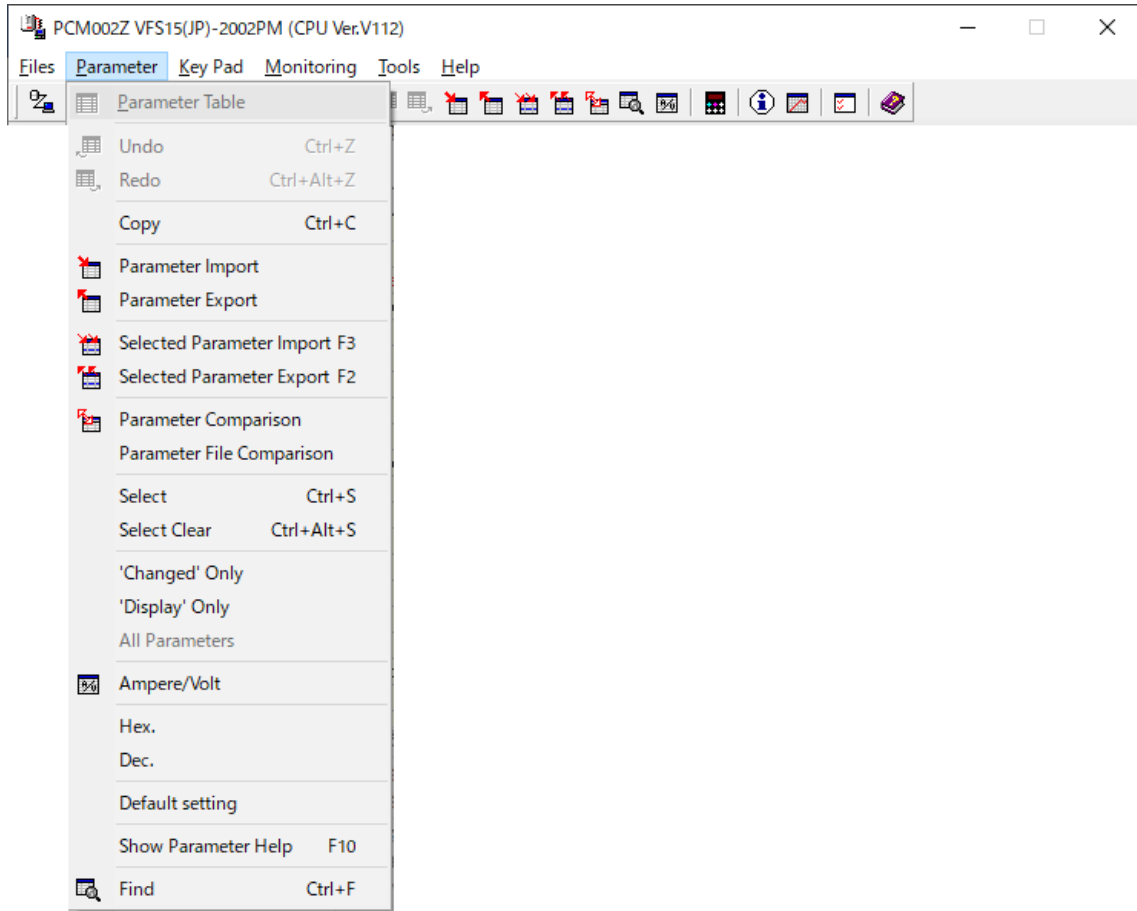 PCM002Z VFS15(JP)-2002PM (CPU Ver.V112)
Files Parameter Key Pad Monitoring Tools Help
Parameter Table
Undo Ctrl+Z
Redo Ctrl+Alt+Z
Copy Ctrl+C
Parameter Import
Parameter Export
Selected Parameter Import F3
Selected Parameter Export F2
Parameter Comparison
Parameter File Comparison
Select Ctrl+S
Select Clear Ctrl+Alt+S
'Changed' Only
'Display' Only
All Parameters
Ampere/Volt
Hex.
Dec.
Default setting
Show Parameter Help F10
Find Ctrl+F